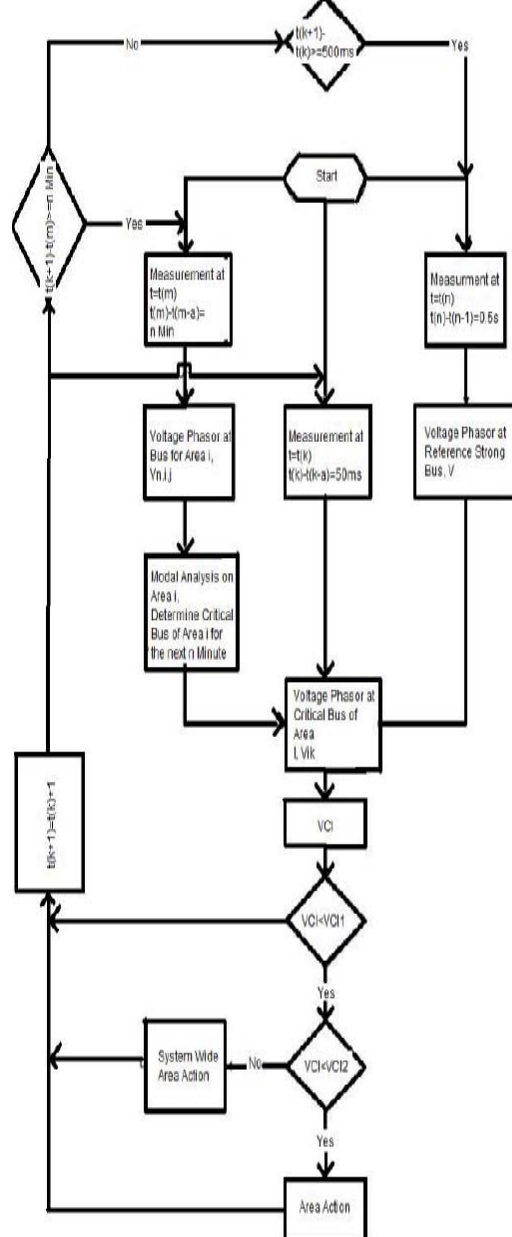 t(k+1)-
t(k)>=500ms
No
Yes
t(k+1)-t(m)>=n Min
Start
Yes
Measurement at
t=t(m)
t(m)-t(m-a)=
n Min
Measurment at
t=t(n)
t(n)-t(n-1)=0.5s
Voltage Phasor at
Bus for Area i,
Vn,i,j
Measurement at
t=t(k)
t(k)-t(k-a)=50ms
Voltage Phasor at
Reference Strong
Bus, V
Modal Analysis on
Area i,
Determine Critical
Bus of Area i for
the next n Minute
Voltage Phasor at
Critical Bus of
Area
I, Vik
t(k+1)=t(k)+1
VCI
VCI<VCI1
Yes
System Wide
Area Action
No
VCI<VCI2
Yes
Area Action